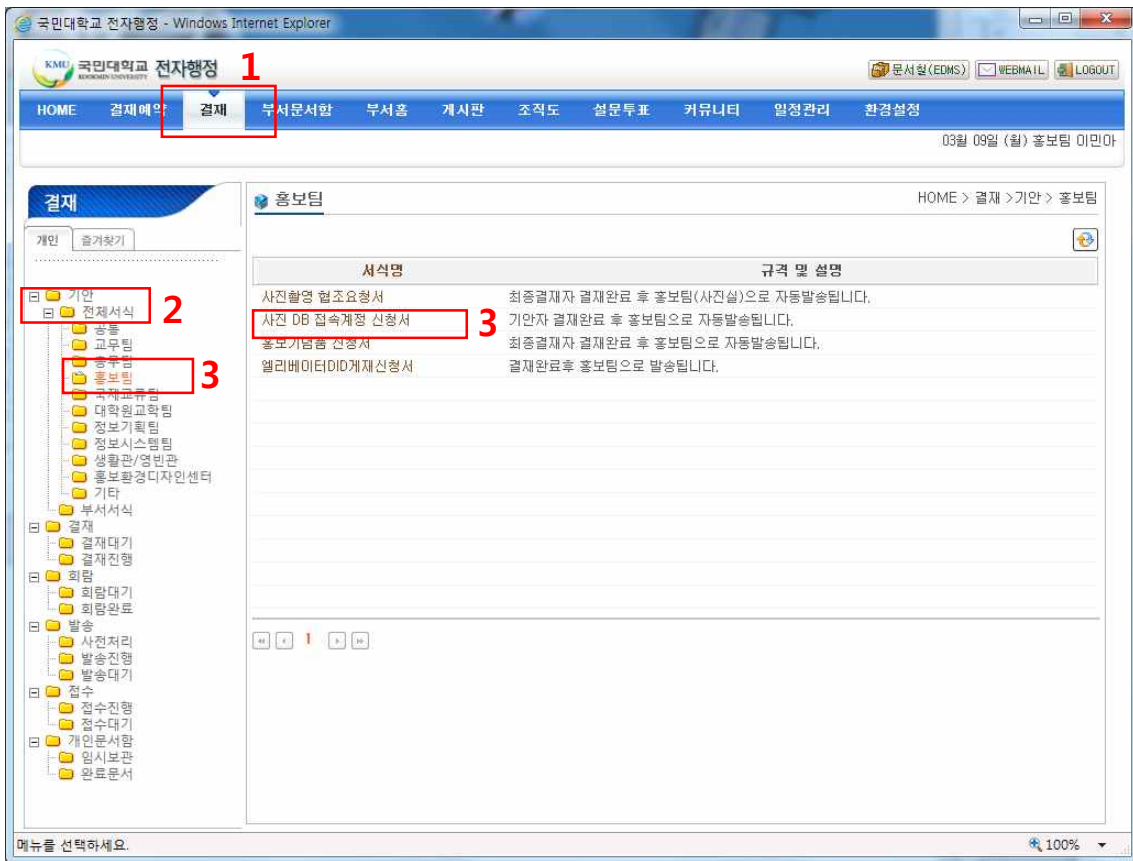 국민대학교 전자행정 - Windows Internet Explorer
KMU 국민대학교 전자행정
KOOKMIN UNIVERSITY
1
문서철(EDMS) WEBMAIL LOGOUT
HOME 결재예약 결재 부서문서함 부서홈 게시판 조직도 설문투표 커뮤니티 일정관리 환경설정
03월 09일 (월) 홍보팀 이민아
결재
개인 즐겨찾기
홍보팀
HOME > 결재 >기안 > 홍보팀
서식명 규격 및 설명
사진촬영 협조요청서 최종결재자 결재완료 후 홍보팀(사진실)으로 자동발송됩니다.
사진 DB 접속계정 신청서 3 기안자 결재완료 후 홍보팀으로 자동발송됩니다.
홍보기념품 신청서 최종결재자 결재완료 후 홍보팀으로 자동발송됩니다.
엘리베이터DID게재신청서 결재완료후 홍보팀으로 발송됩니다.
1
기안
2
전체서식
공통
교무팀
총무팀
홍보팀
3
국제교류팀
대학원교학팀
정보기획팀
정보시스템팀
생활관/영빈관
홍보환경디자인센터
기타
부서서식
결재
결재대기
결재진행
회람
회람대기
회람완료
발송
사전처리
발송진행
발송대기
접수
접수진행
접수대기
개인문서함
임시보관
완료문서
메뉴를 선택하세요. 100%